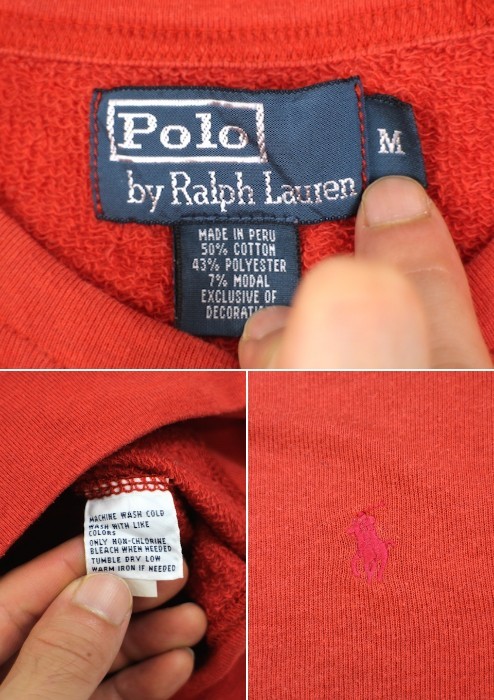 Polo
by Ralph Lauren
M
MADE IN PERU
50% COTTON
43% POLYESTER
7% MODAL
EXCLUSIVE OF
MACHINE WASH COLD
WASH WITH LIKE
COLORS
ONLY NON-CHLORINE
BLEACH WHEN NEEDED
TUMBLE DRY LOW
WARM IRON IF NEEDED